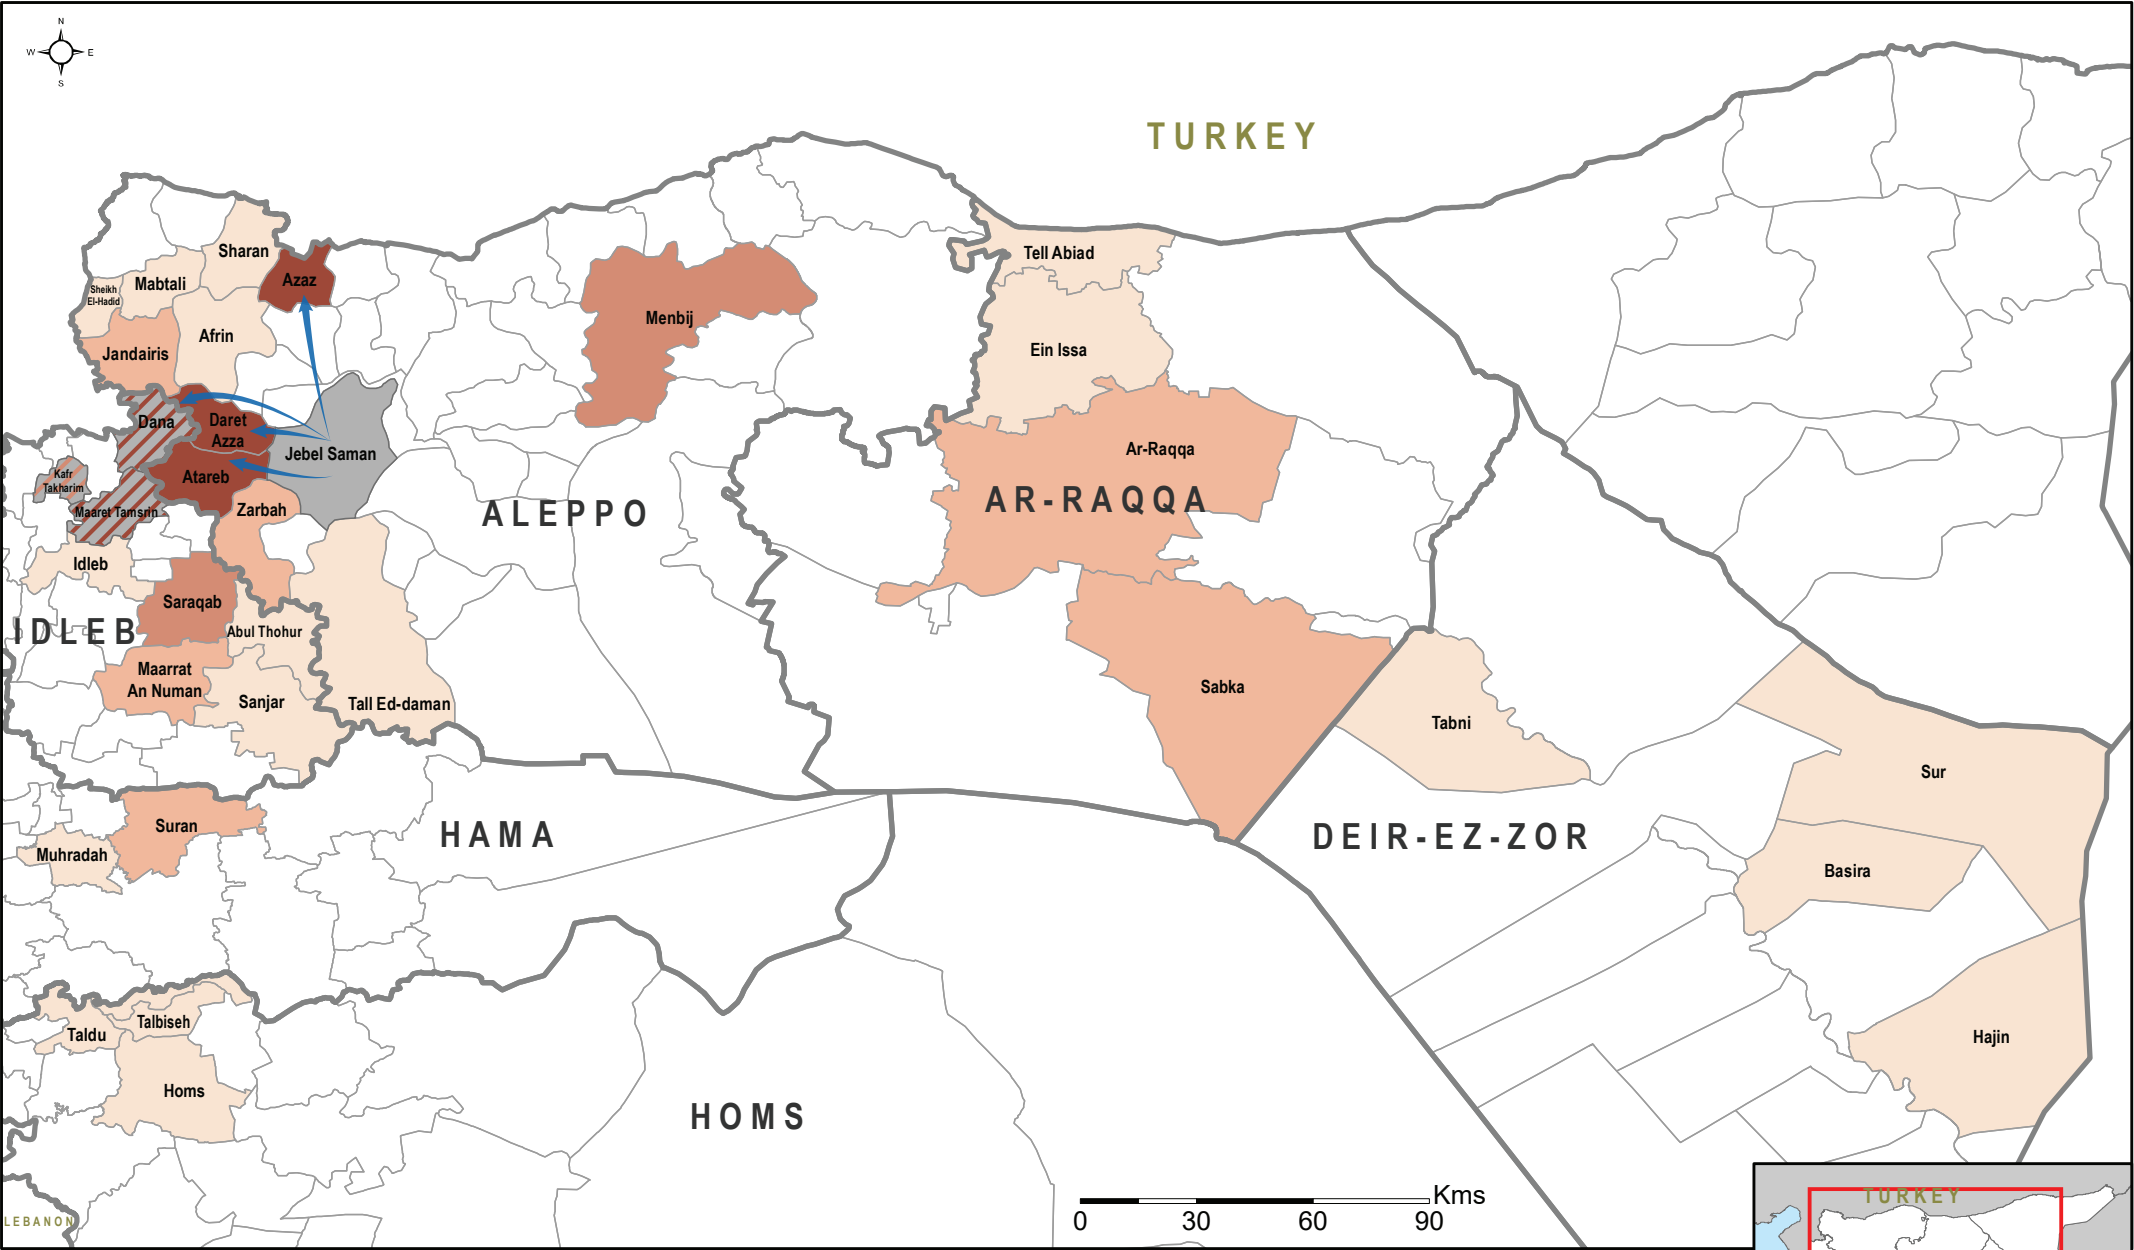 N
W
E
S
TURKEY
Sharan
Azaz
Mabtali
Sheikh
El-Hadid
Afrin
Jandairis
Menbij
Tell Abiad
Ein Issa
Dana
Daret
Azza
Jebel Saman
Atareb
Kafr
Takharim
Maaret Tamsrin
Zarbah
ALEPPO
Ar-Raqqa
AR-RAQQA
Idleb
Saraqab
IDLEB
Abul Thohur
Maarrat
An Numan
Sanjar
Tall Ed-daman
Sabka
Tabni
Sur
Suran
HAMA
DEIR-EZ-ZOR
Muhradah
Basira
Talbiseh
Taldu
Hajin
Homs
HOMS
Kms
0
30
60
90
TURKEY
LEBANON